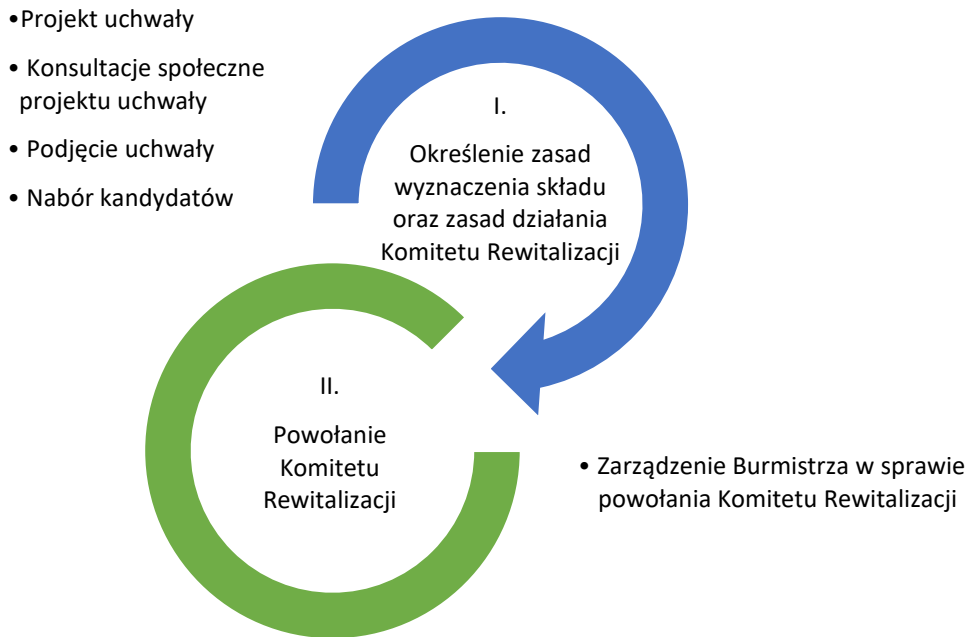 •Projekt uchwały
• Konsultacje społeczne
projektu uchwały
• Podjęcie uchwały
• Nabór kandydatów
I.
Określenie zasad
wyznaczenia składu
oraz zasad działania
Komitetu Rewitalizacji
II.
Powołanie
Komitetu
Rewitalizacji
• Zarządzenie Burmistrza w sprawie
powołania Komitetu Rewitalizacji